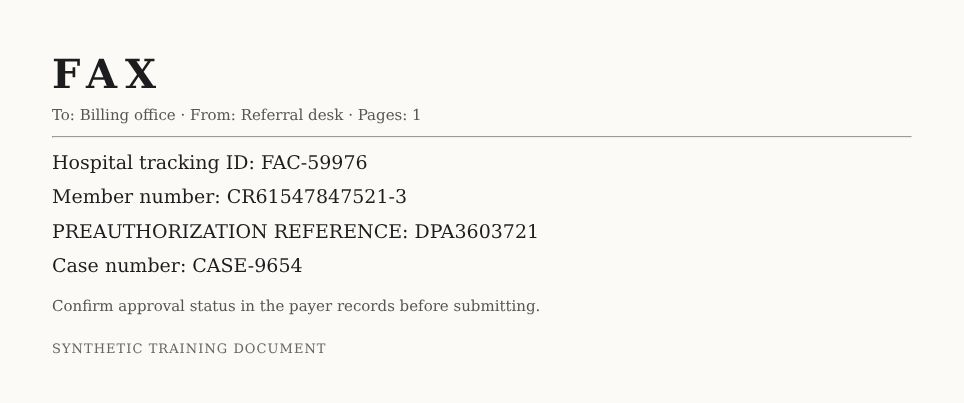 FAX
To: Billing office · From: Referral desk · Pages: 1
Hospital tracking ID: FAC-59976
Member number: CR61547847521-3
PREAUTHORIZATION REFERENCE: DPA3603721
Case number: CASE-9654
Confirm approval status in the payer records before submitting.
SYNTHETIC TRAINING DOCUMENT